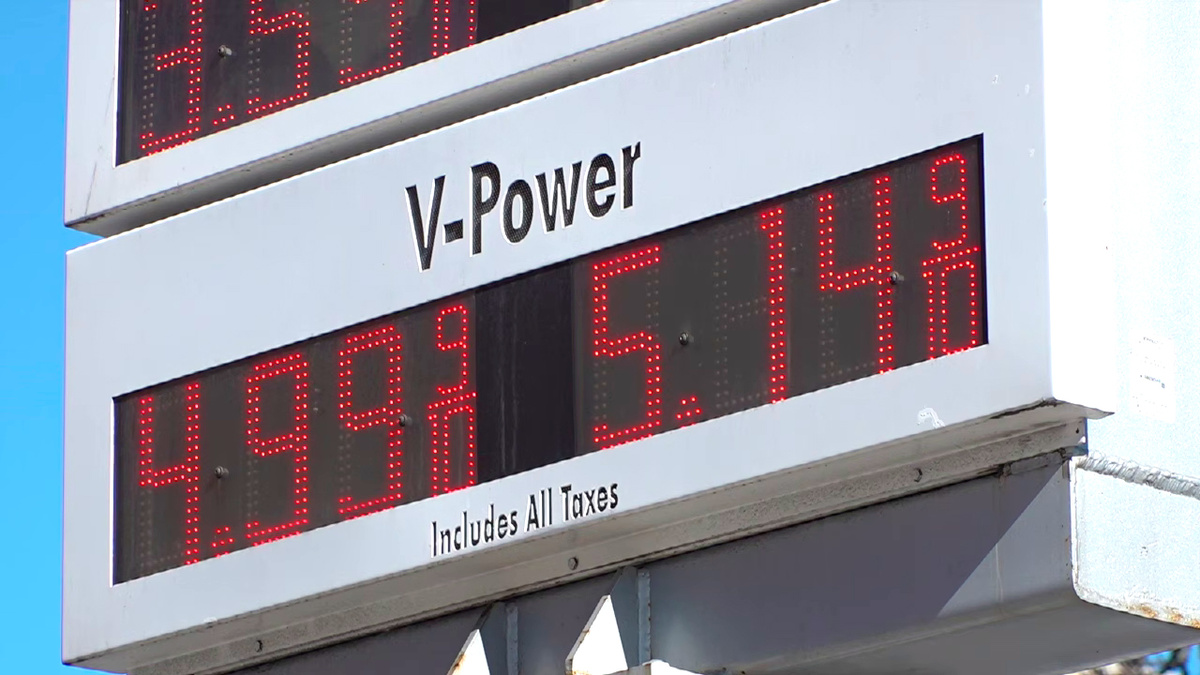 V-Power
4.99 9/10 5.14 9/10
Includes All Taxes